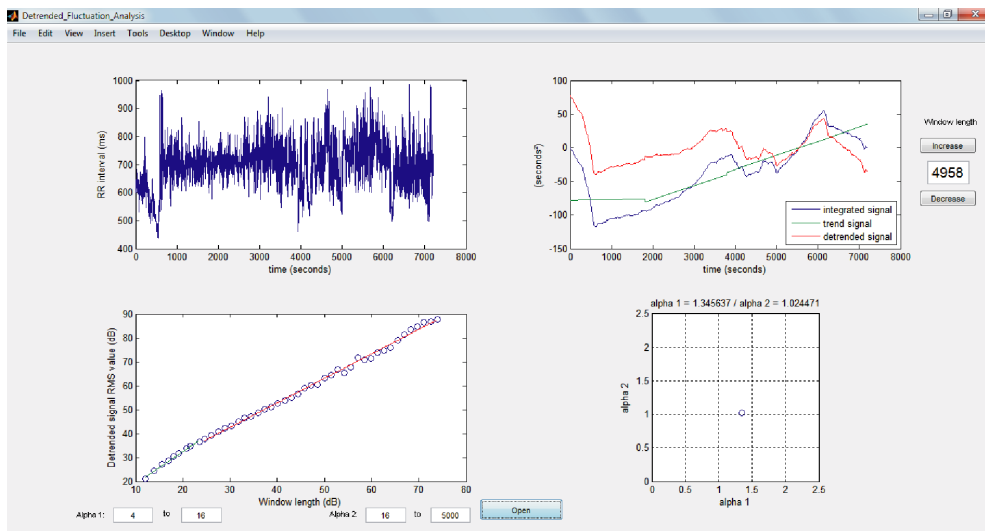 Detrended_Fluctuation_Analysis
File Edit View Insert Tools Desktop Window Help
1000
900
800
700
600
500
400
RR interval (ms)
0 1000 2000 3000 4000 5000 6000 7000 8000
time (seconds)
100
50
0
-50
-100
-150
(seconds²)
integrated signal
trend signal
detrended signal
0 1000 2000 3000 4000 5000 6000 7000 8000
time (seconds)
Window length
Increase
4958
Decrease
90
80
70
60
50
40
30
20
Detrended signal RMS value (dB)
10 20 30 40 50 60 70 80
Window length (dB)
alpha 1 = 1.345637 / alpha 2 = 1.024471
2.5
2
1.5
1
0.5
0
alpha 2
0 0.5 1 1.5 2 2.5
alpha 1
Alpha 1: 4 to 16
Alpha 2: 16 to 5000
Open